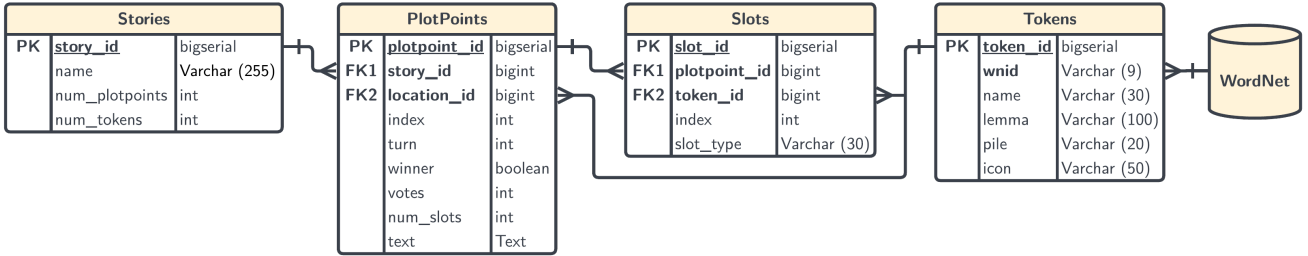 Stories
PK story_id bigserial
name Varchar (255)
num_plotpoints int
num_tokens int
PlotPoints
PK plotpoint_id bigserial
FK1 story_id bigint
FK2 location_id bigint
index int
turn int
winner boolean
votes int
num_slots int
text Text
Slots
PK slot_id bigserial
FK1 plotpoint_id bigint
FK2 token_id bigint
index int
slot_type Varchar (30)
Tokens
PK token_id bigserial
wnid Varchar (9)
name Varchar (30)
lemma Varchar (100)
pile Varchar (20)
icon Varchar (50)
WordNet